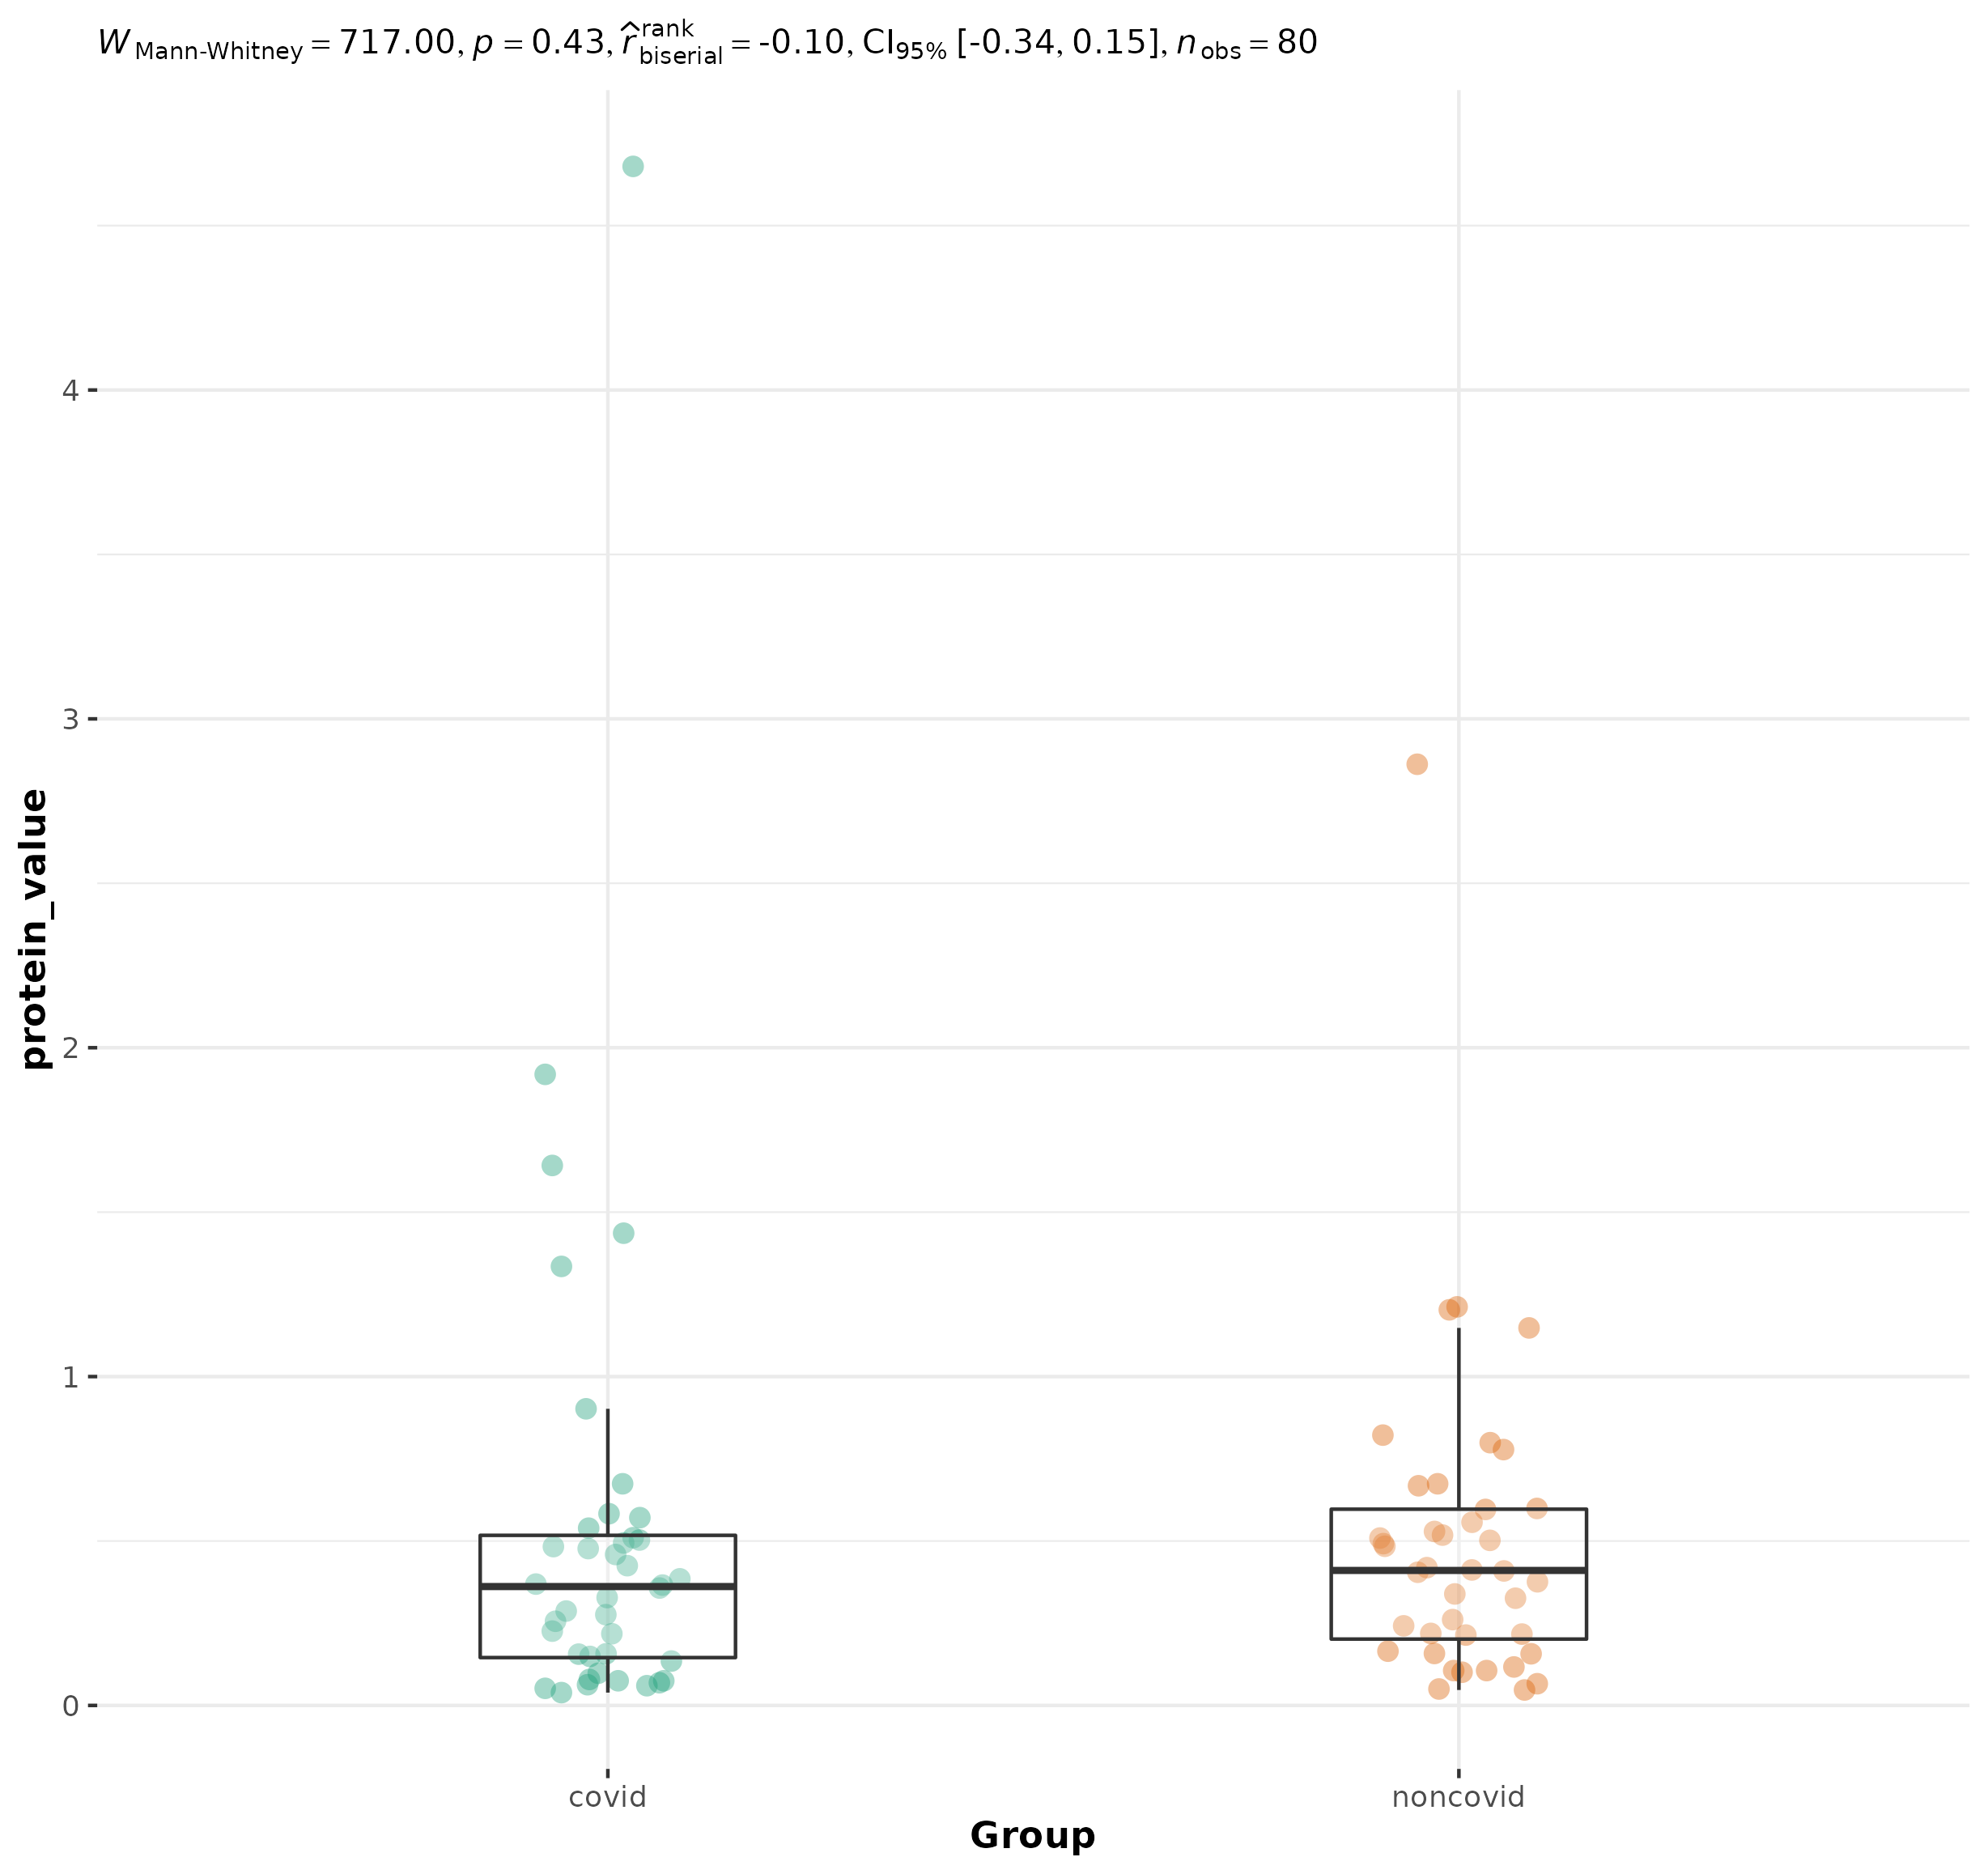 W Mann-Whitney = 717.00, p = 0.43, r̂ rank biserial = -0.10, CI95% [-0.34, 0.15], n obs = 80
protein_value
4
3
2
1
0
covid noncovid
Group